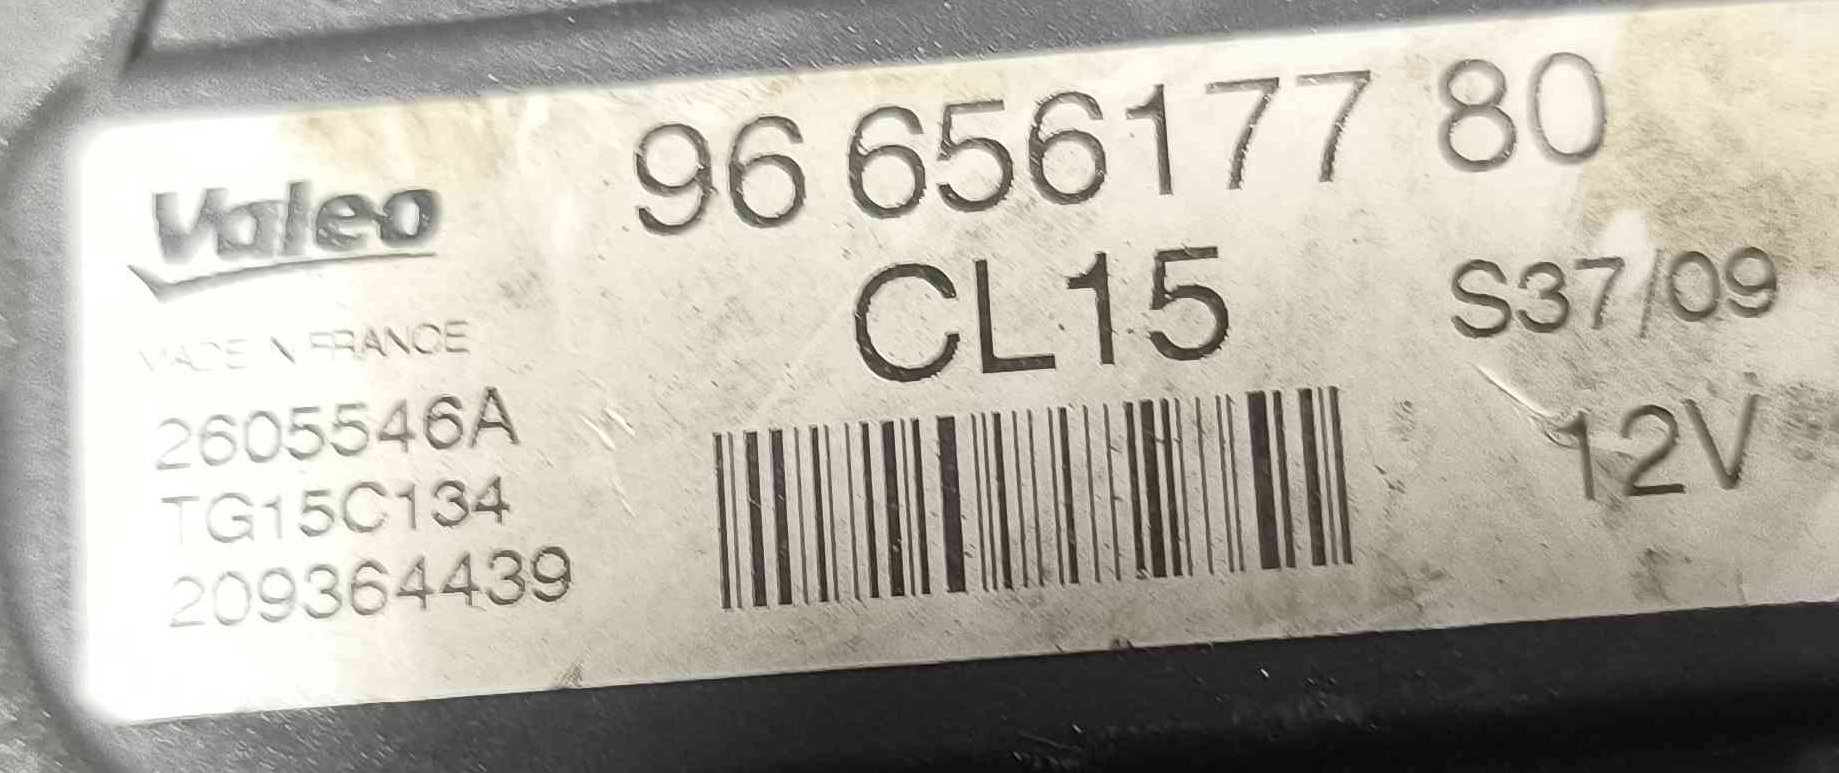 96 656177 80
Valeo
CL15
S37/09
MADE IN FRANCE
12V
2605546A
TG15C134
209364439